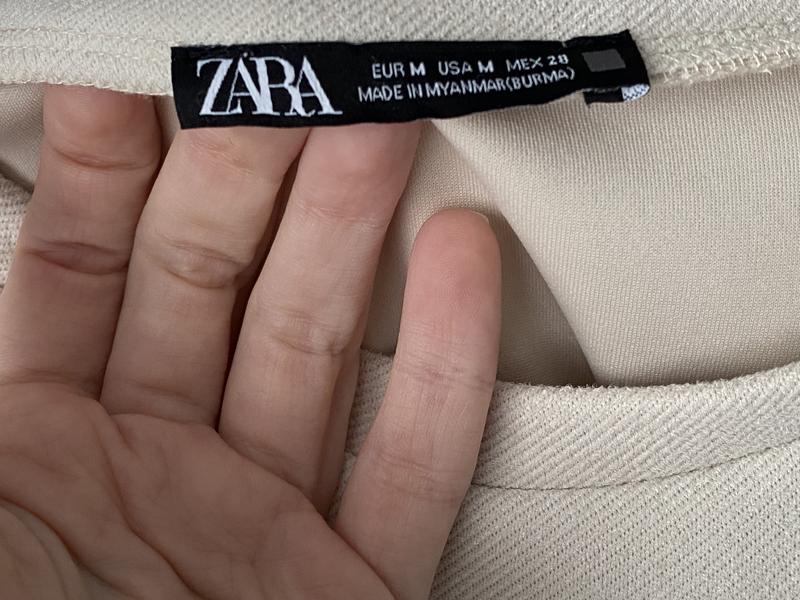 ZARA
EUR M USA M MEX 28
MADE IN MYANMAR(BURMA)